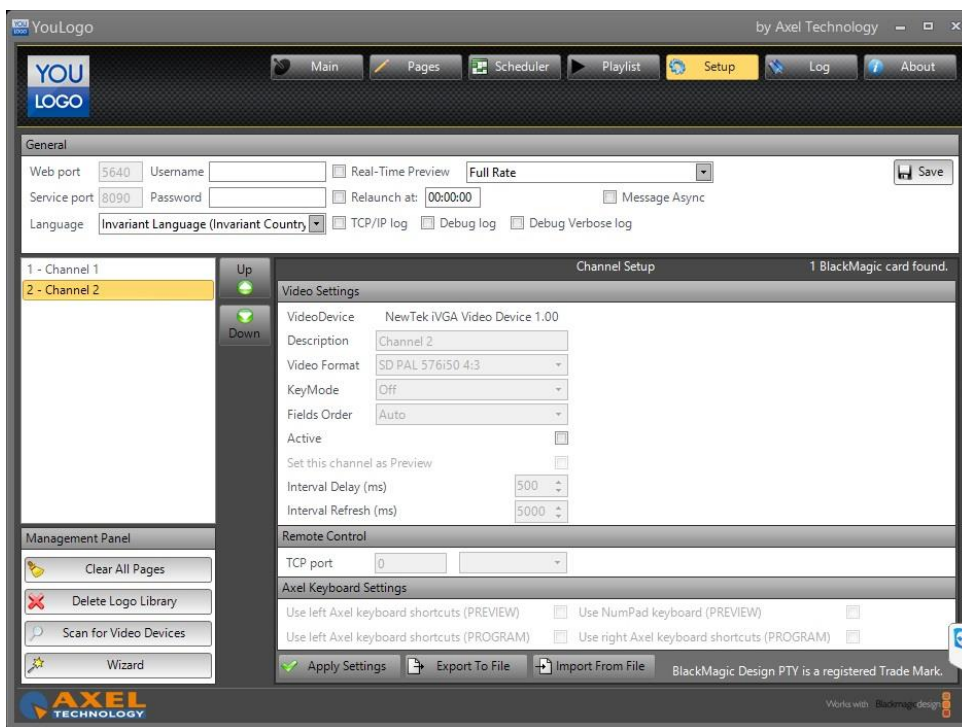 YOU LOGO YouLogo by Axel Technology
YOU
LOGO
Main Pages Scheduler Playlist Setup Log About
General
Web port 5640 Username Real-Time Preview Full Rate Save
Service port 8090 Password Relaunch at: 00:00:00 Message Async
Language Invariant Language (Invariant Country TCP/IP log Debug log Debug Verbose log
1 - Channel 1
2 - Channel 2
Up
Down
Channel Setup 1 BlackMagic card found.
Video Settings
VideoDevice NewTek iVGA Video Device 1.00
Description Channel 2
Video Format SD PAL 576i50 4:3
KeyMode Off
Fields Order Auto
Active
Set this channel as Preview
Interval Delay (ms) 500
Interval Refresh (ms) 5000
Remote Control
TCP port 0
Axel Keyboard Settings
Use left Axel keyboard shortcuts (PREVIEW) Use NumPad keyboard (PREVIEW)
Use left Axel keyboard shortcuts (PROGRAM) Use right Axel keyboard shortcuts (PROGRAM)
Management Panel
Clear All Pages
Delete Logo Library
Scan for Video Devices
Wizard
Apply Settings Export To File Import From File BlackMagic Design PTY is a registered Trade Mark.
AXEL
TECHNOLOGY
Works with Blackmagicdesign